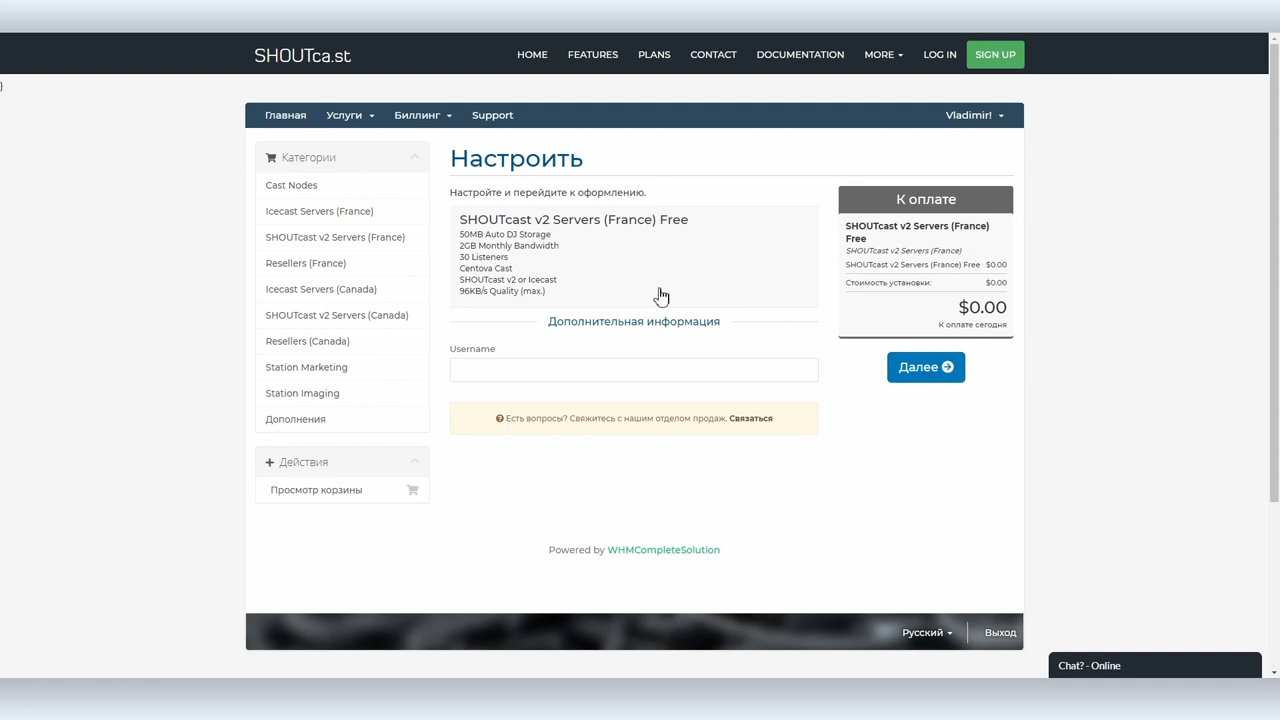 SHOUTca.st
HOME
FEATURES
PLANS
CONTACT
DOCUMENTATION
MORE
LOG IN
SIGN UP
}
Главная
Услуги
Биллинг
Support
Vladimir!
Категории
Cast Nodes
Icecast Servers (France)
SHOUTcast v2 Servers (France)
Resellers (France)
Icecast Servers (Canada)
SHOUTcast v2 Servers (Canada)
Resellers (Canada)
Station Marketing
Station Imaging
Дополнения
Действия
Просмотр корзины
Настроить
Настройте и перейдите к оформлению.
SHOUTcast v2 Servers (France) Free
50MB Auto DJ Storage
2GB Monthly Bandwidth
30 Listeners
Centova Cast
SHOUTcast v2 or Icecast
96KB/s Quality (max.)
Дополнительная информация
Username
Есть вопросы? Свяжитесь с нашим отделом продаж. Связаться
К оплате
SHOUTcast v2 Servers (France)
Free
SHOUTcast v2 Servers (France)
SHOUTcast v2 Servers (France) Free $0.00
Стоимость установки: $0.00
$0.00
К оплате сегодня
Далее
Powered by WHMCompleteSolution
Русский
Выход
Chat? - Online